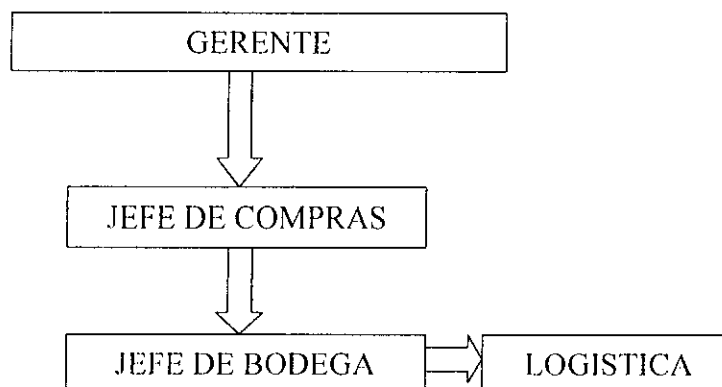 GERENTE
JEFE DE COMPRAS
JEFE DE BODEGA
LOGISTICA